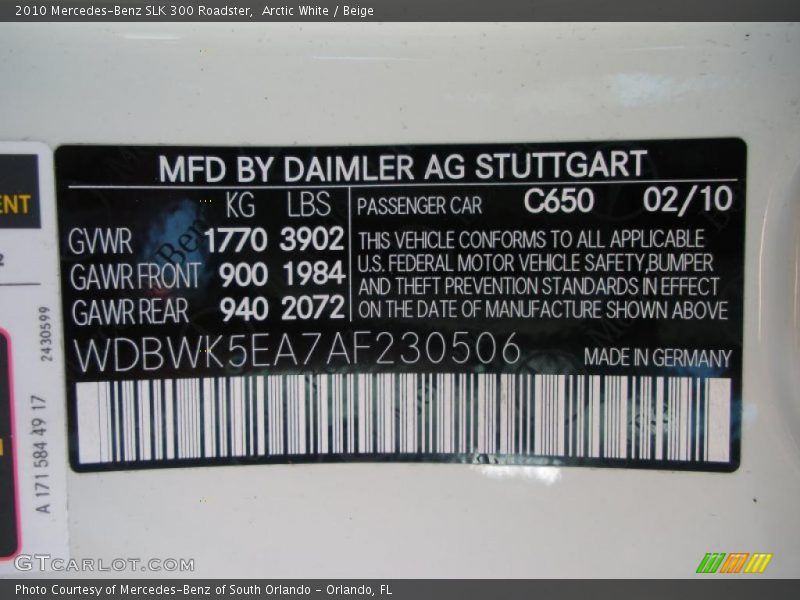 2010 Mercedes-Benz SLK 300 Roadster,  Arctic White / Beige
MFD BY DAIMLER AG STUTTGART
KG LBS
GVWR 1770 3902
GAWR FRONT 900 1984
GAWR REAR 940 2072
PASSENGER CAR C650 02/10
THIS VEHICLE CONFORMS TO ALL APPLICABLE
U.S. FEDERAL MOTOR VEHICLE SAFETY,BUMPER
AND THEFT PREVENTION STANDARDS IN EFFECT
ON THE DATE OF MANUFACTURE SHOWN ABOVE
WDBWK5EA7AF230506
MADE IN GERMANY
ENT
2
2430599
A 171 584 49 17
GTCARLOT.COM
Photo Courtesy of Mercedes-Benz of South Orlando - Orlando, FL